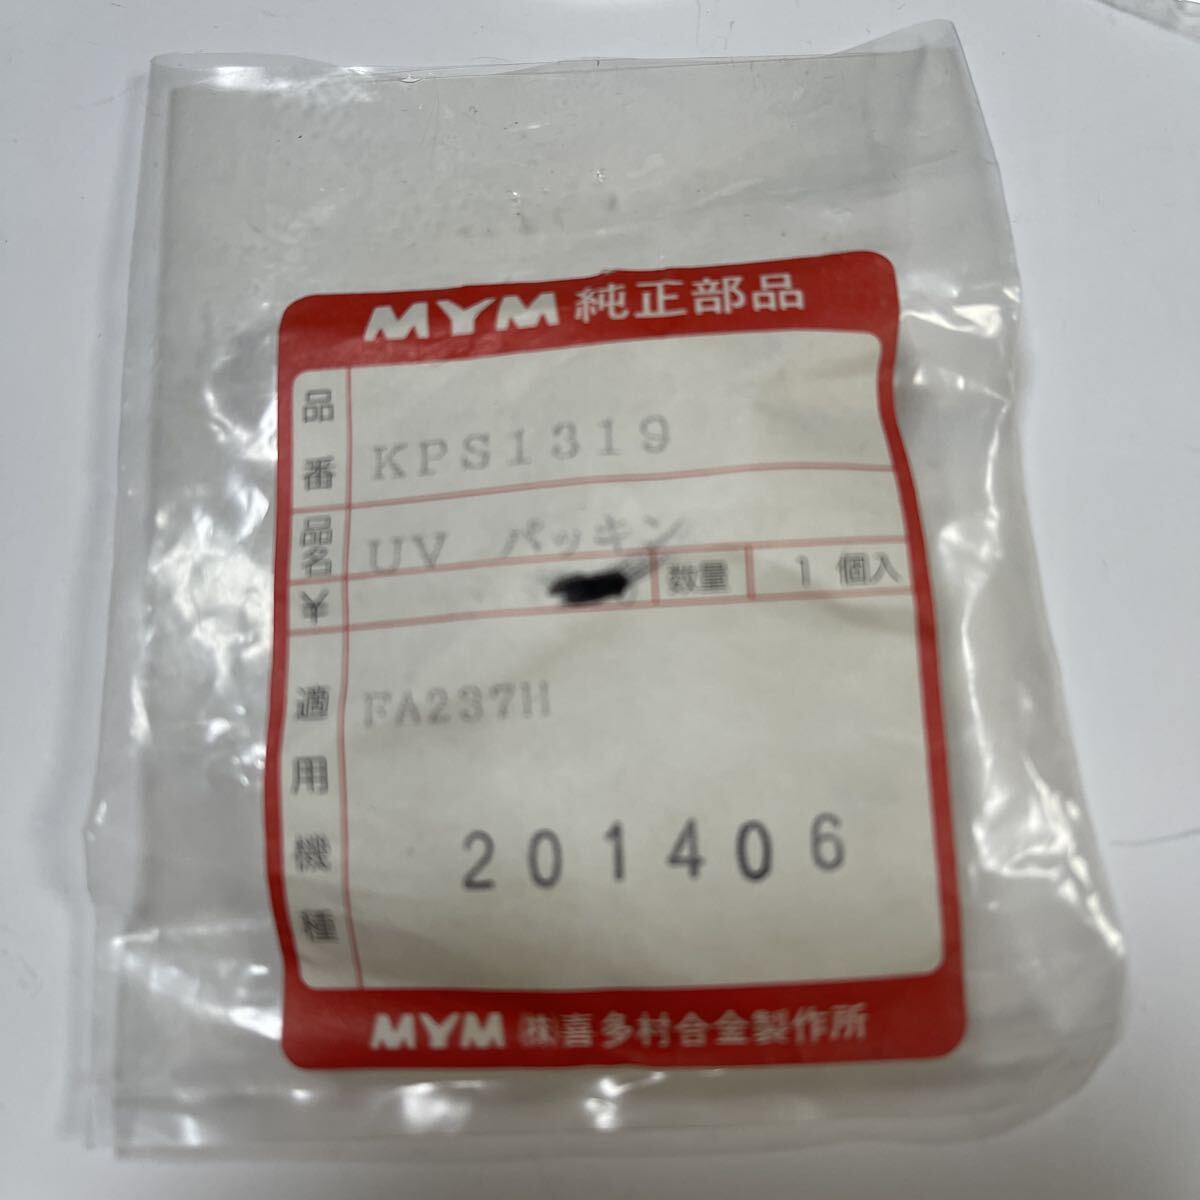 MYM 純正部品
品番 KPS1319
品名 UV パッキン
¥ 数量 1 個入
適用機種 FA237H
201406
MYM ㈱喜多村合金製作所